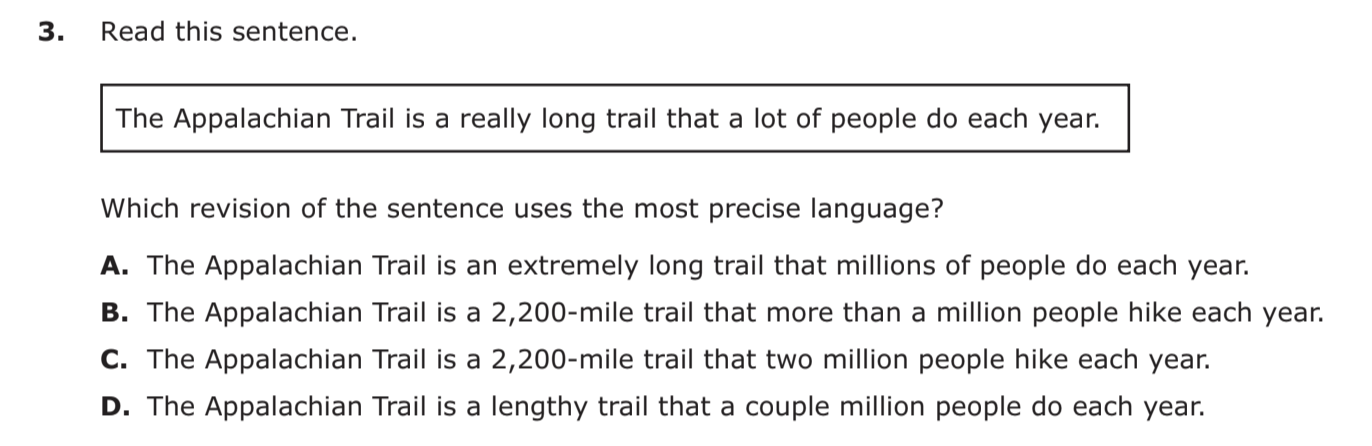 3. Read this sentence.
The Appalachian Trail is a really long trail that a lot of people do each year.
Which revision of the sentence uses the most precise language?
A. The Appalachian Trail is an extremely long trail that millions of people do each year.
B. The Appalachian Trail is a 2,200-mile trail that more than a million people hike each year.
C. The Appalachian Trail is a 2,200-mile trail that two million people hike each year.
D. The Appalachian Trail is a lengthy trail that a couple million people do each year.